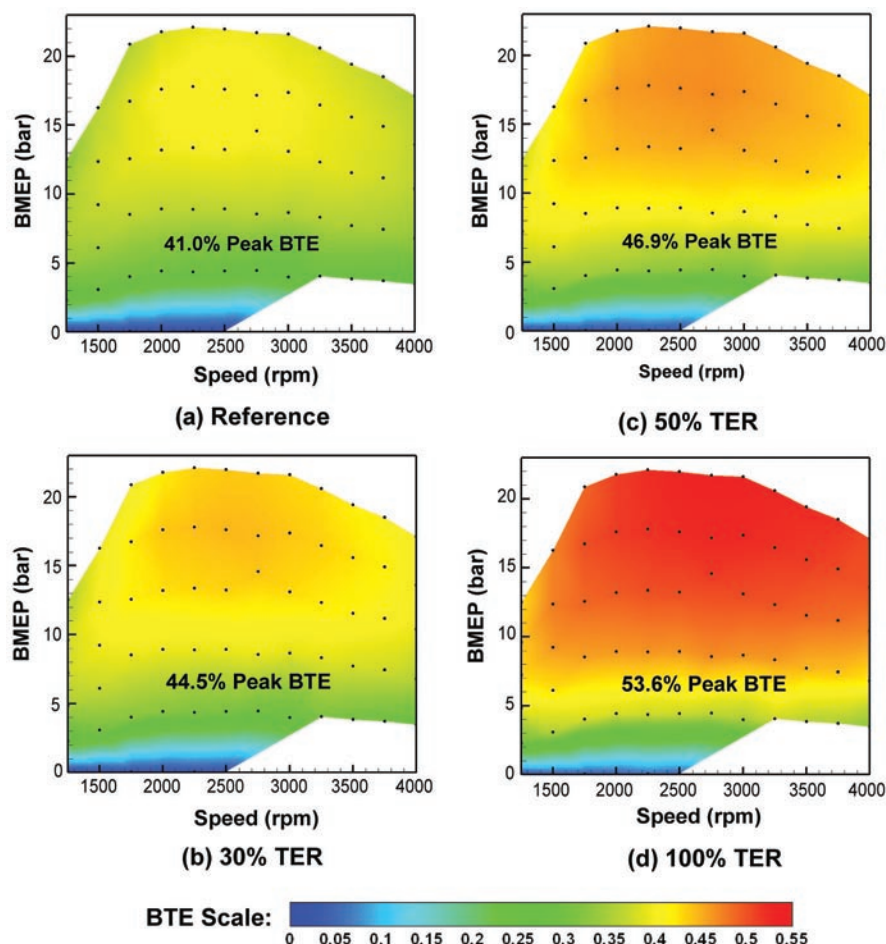 BMEP (bar)
20
15
10
5
0
41.0% Peak BTE
1500 2000 2500 3000 3500 4000
Speed (rpm)
(a) Reference
BMEP (bar)
20
15
10
5
0
46.9% Peak BTE
1500 2000 2500 3000 3500 4000
Speed (rpm)
(c) 50% TER
BMEP (bar)
20
15
10
5
0
44.5% Peak BTE
1500 2000 2500 3000 3500 4000
Speed (rpm)
(b) 30% TER
BMEP (bar)
20
15
10
5
0
53.6% Peak BTE
1500 2000 2500 3000 3500 4000
Speed (rpm)
(d) 100% TER
BTE Scale:
0 0.05 0.1 0.15 0.2 0.25 0.3 0.35 0.4 0.45 0.5 0.55